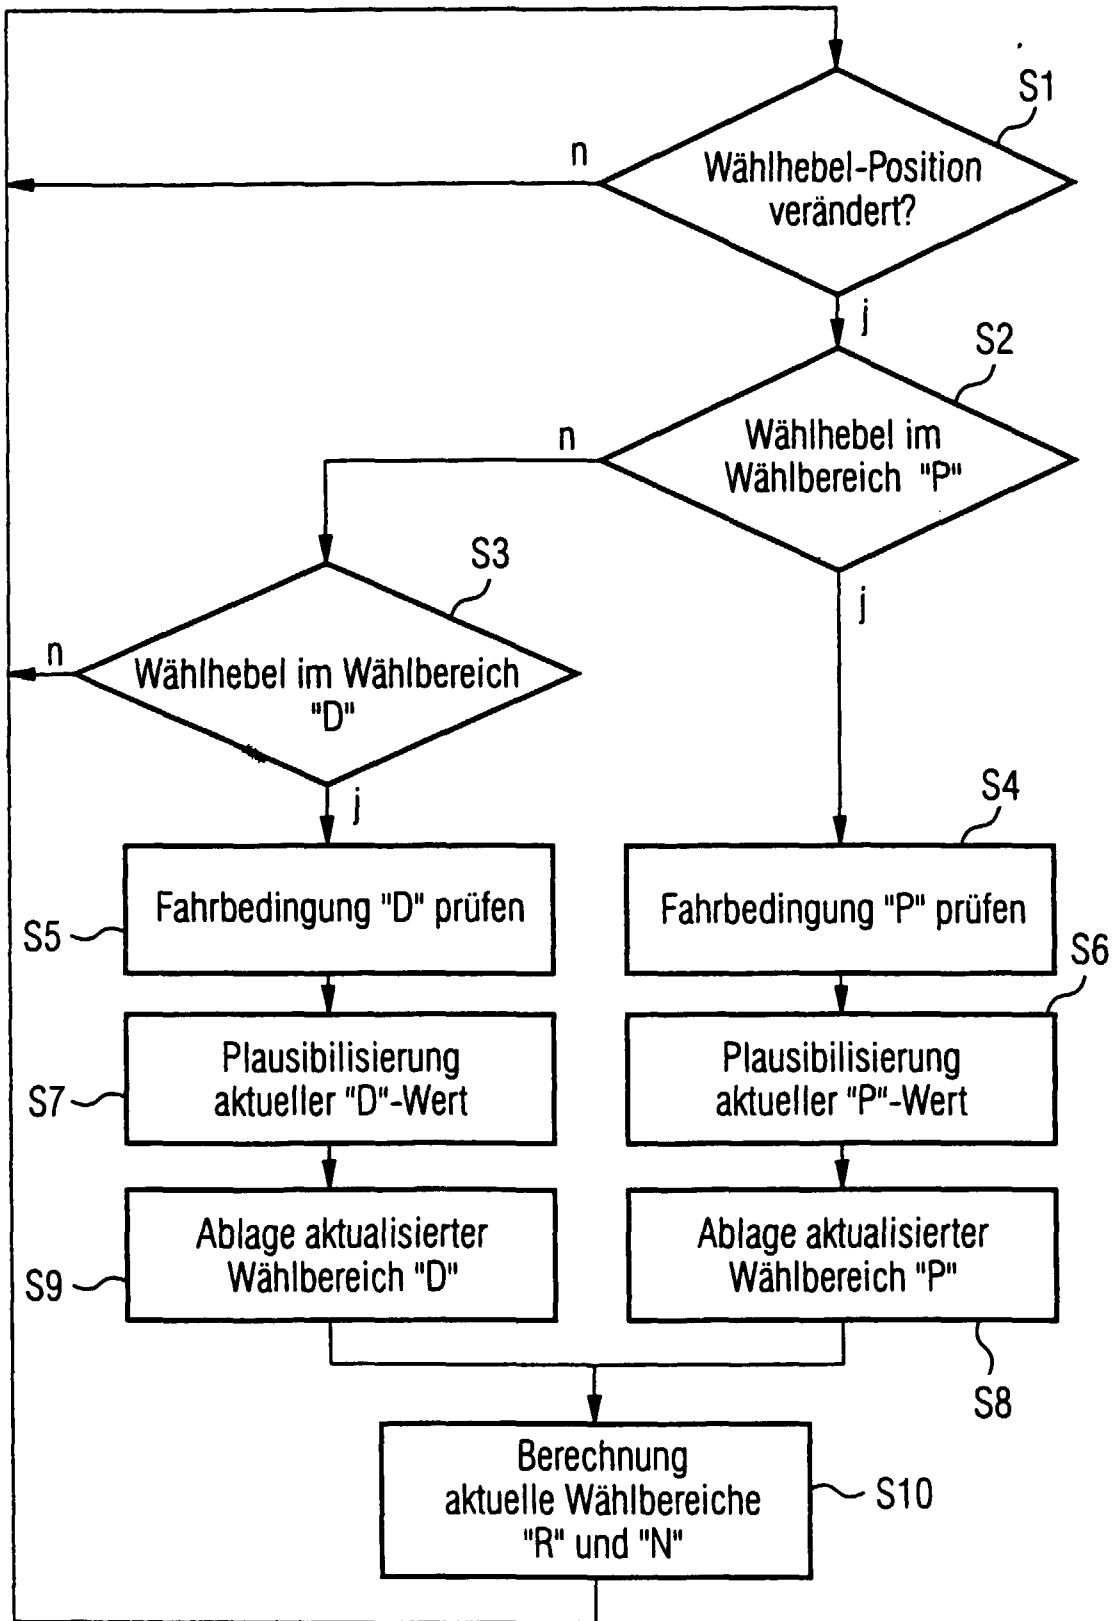 S1
n
Wählhebel-Position
verändert?
j
S2
n
Wählhebel im
Wählbereich "P"
j
S3
n
Wählhebel im Wählbereich
"D"
j
S4
Fahrbedingung "D" prüfen
Fahrbedingung "P" prüfen
S5
S6
Plausibilisierung
aktueller "D"-Wert
Plausibilisierung
aktueller "P"-Wert
S7
Ablage aktualisierter
Wählbereich "D"
Ablage aktualisierter
Wählbereich "P"
S9
S8
Berechnung
aktuelle Wählbereiche
"R" und "N"
S10